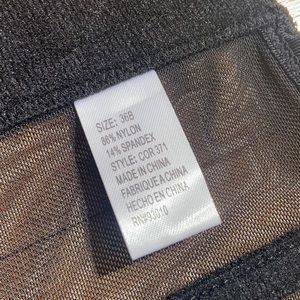 SIZE: 36B
86% NYLON
14% SPANDEX
STYLE: COR 371
MADE IN CHINA
FABRIQUE A CHINA
HECHO EN CHINA
RN#93010